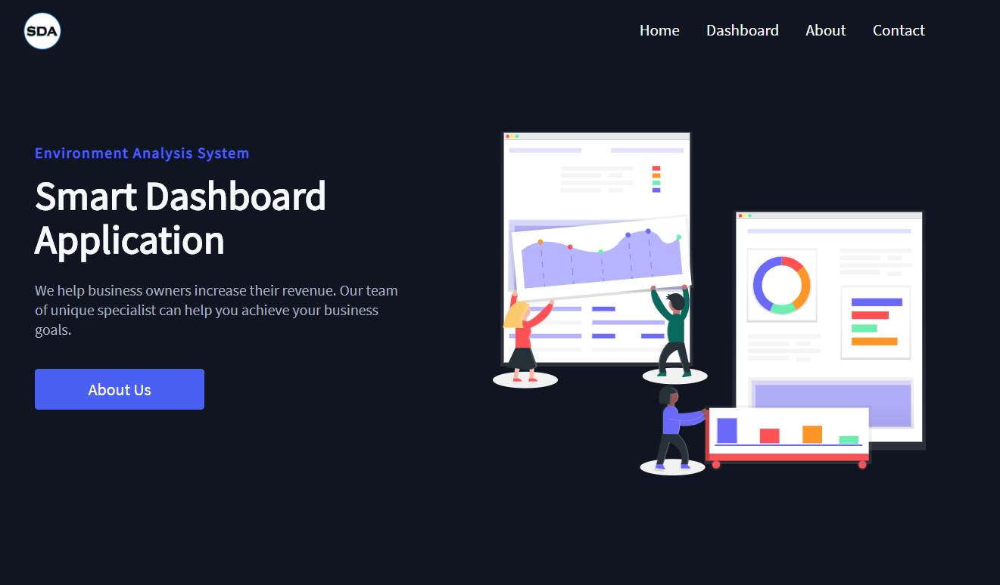 SDA
Home Dashboard About Contact
Environment Analysis System
Smart Dashboard
Application
We help business owners increase their revenue. Our team
of unique specialist can help you achieve your business
goals.
About Us